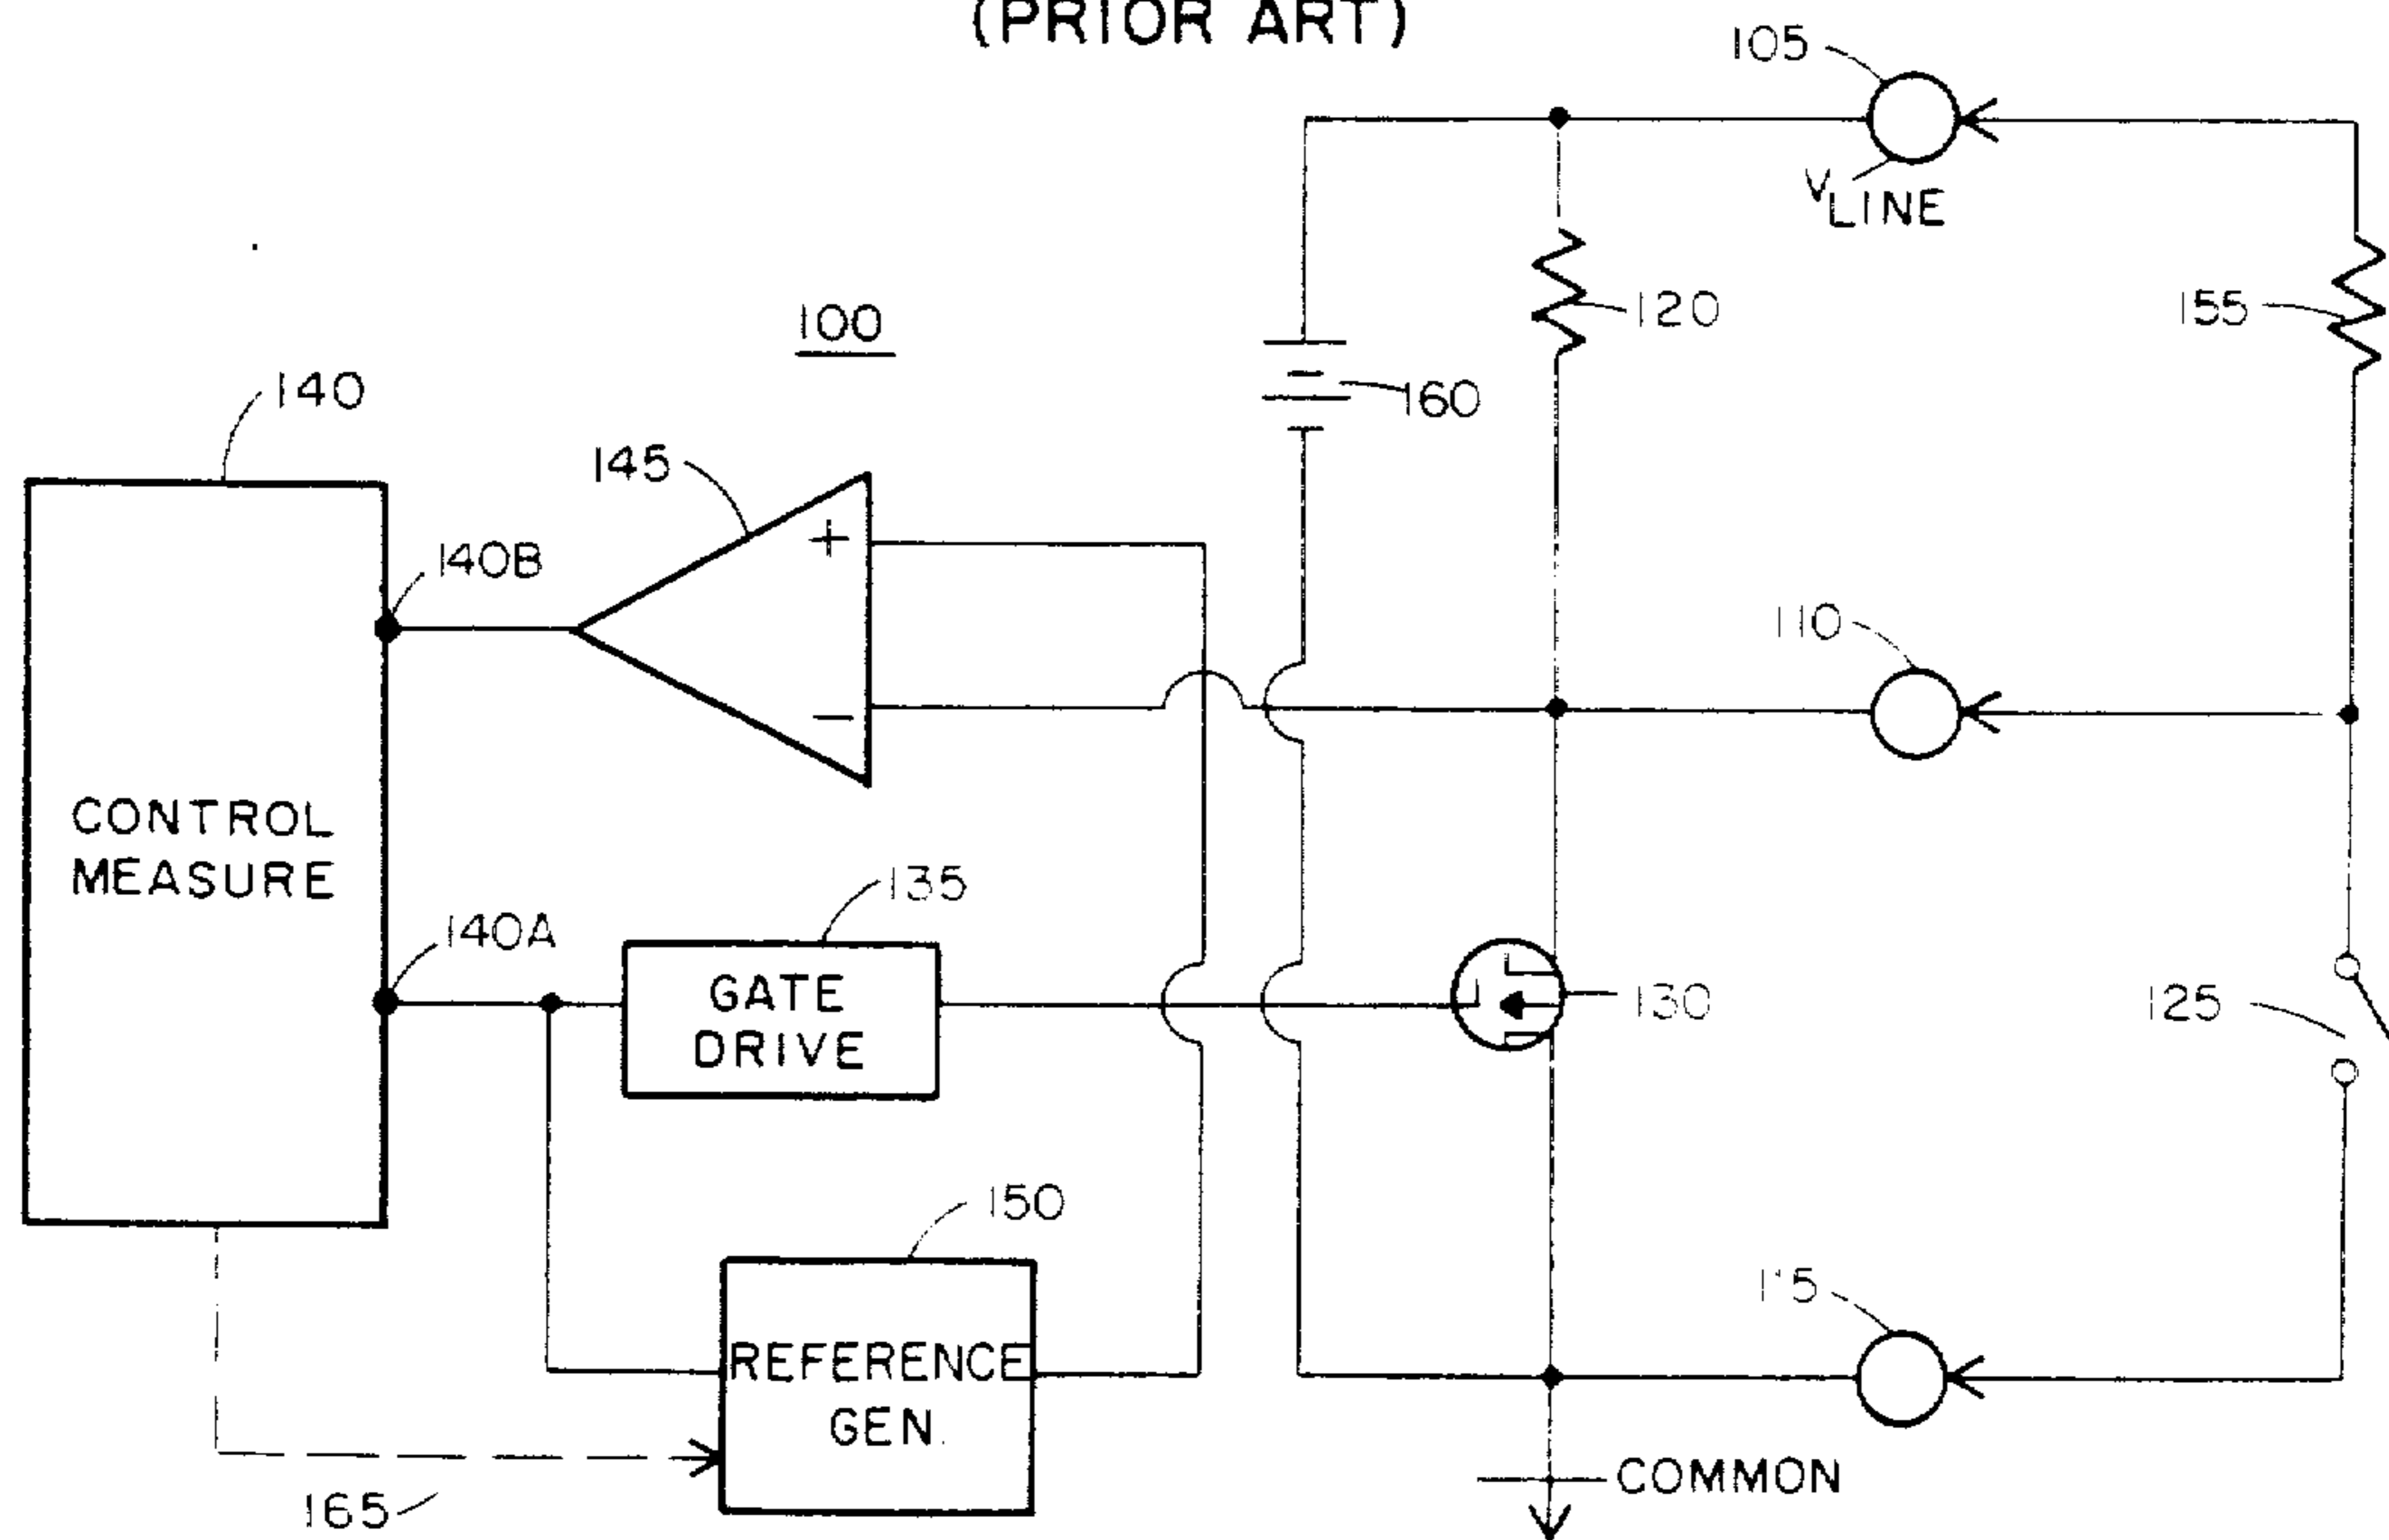 (PRIOR ART)
105
V LINE
100
120
155
140
160
145
+
140B
110
−
CONTROL
MEASURE
135
140A
GATE
DRIVE
130
125
150
115
REFERENCE
GEN.
COMMON
165